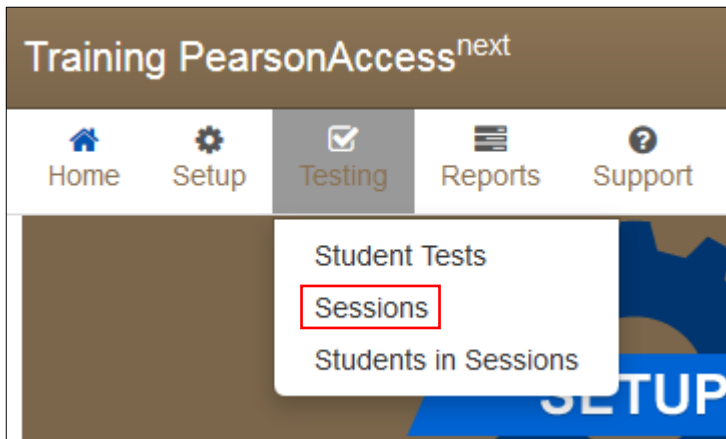 Training PearsonAccessnext
Home Setup Testing Reports Support
Student Tests
Sessions
Students in Sessions
SETUP